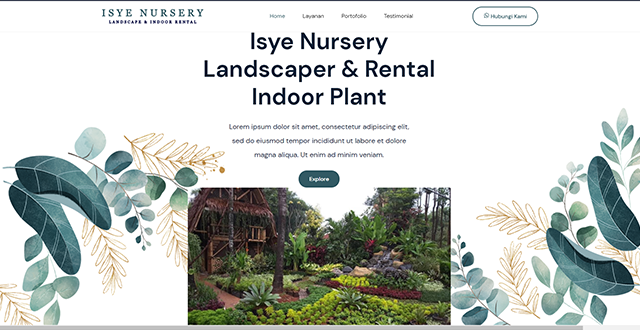 ISYE NURSERY
LANDSCAPE & INDOOR RENTAL
Home Layanan Portofolio Testimonial
Hubungi Kami
Isye Nursery
Landscaper & Rental
Indoor Plant
Lorem ipsum dolor sit amet, consectetur adipiscing elit,
sed do eiusmod tempor incididunt ut labore et dolore
magna aliqua. Ut enim ad minim veniam.
Explore